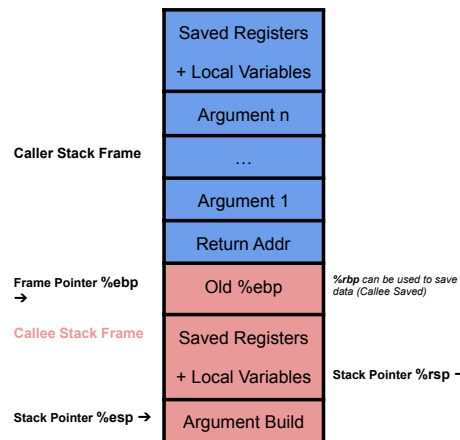 Saved Registers
+ Local Variables
Argument n
Caller Stack Frame
…
Argument 1
Return Addr
Frame Pointer %ebp
➔
Old %ebp
%rbp can be used to save
data (Callee Saved)
Callee Stack Frame
Saved Registers
+ Local Variables
Stack Pointer %rsp
Stack Pointer %esp ➔
Argument Build